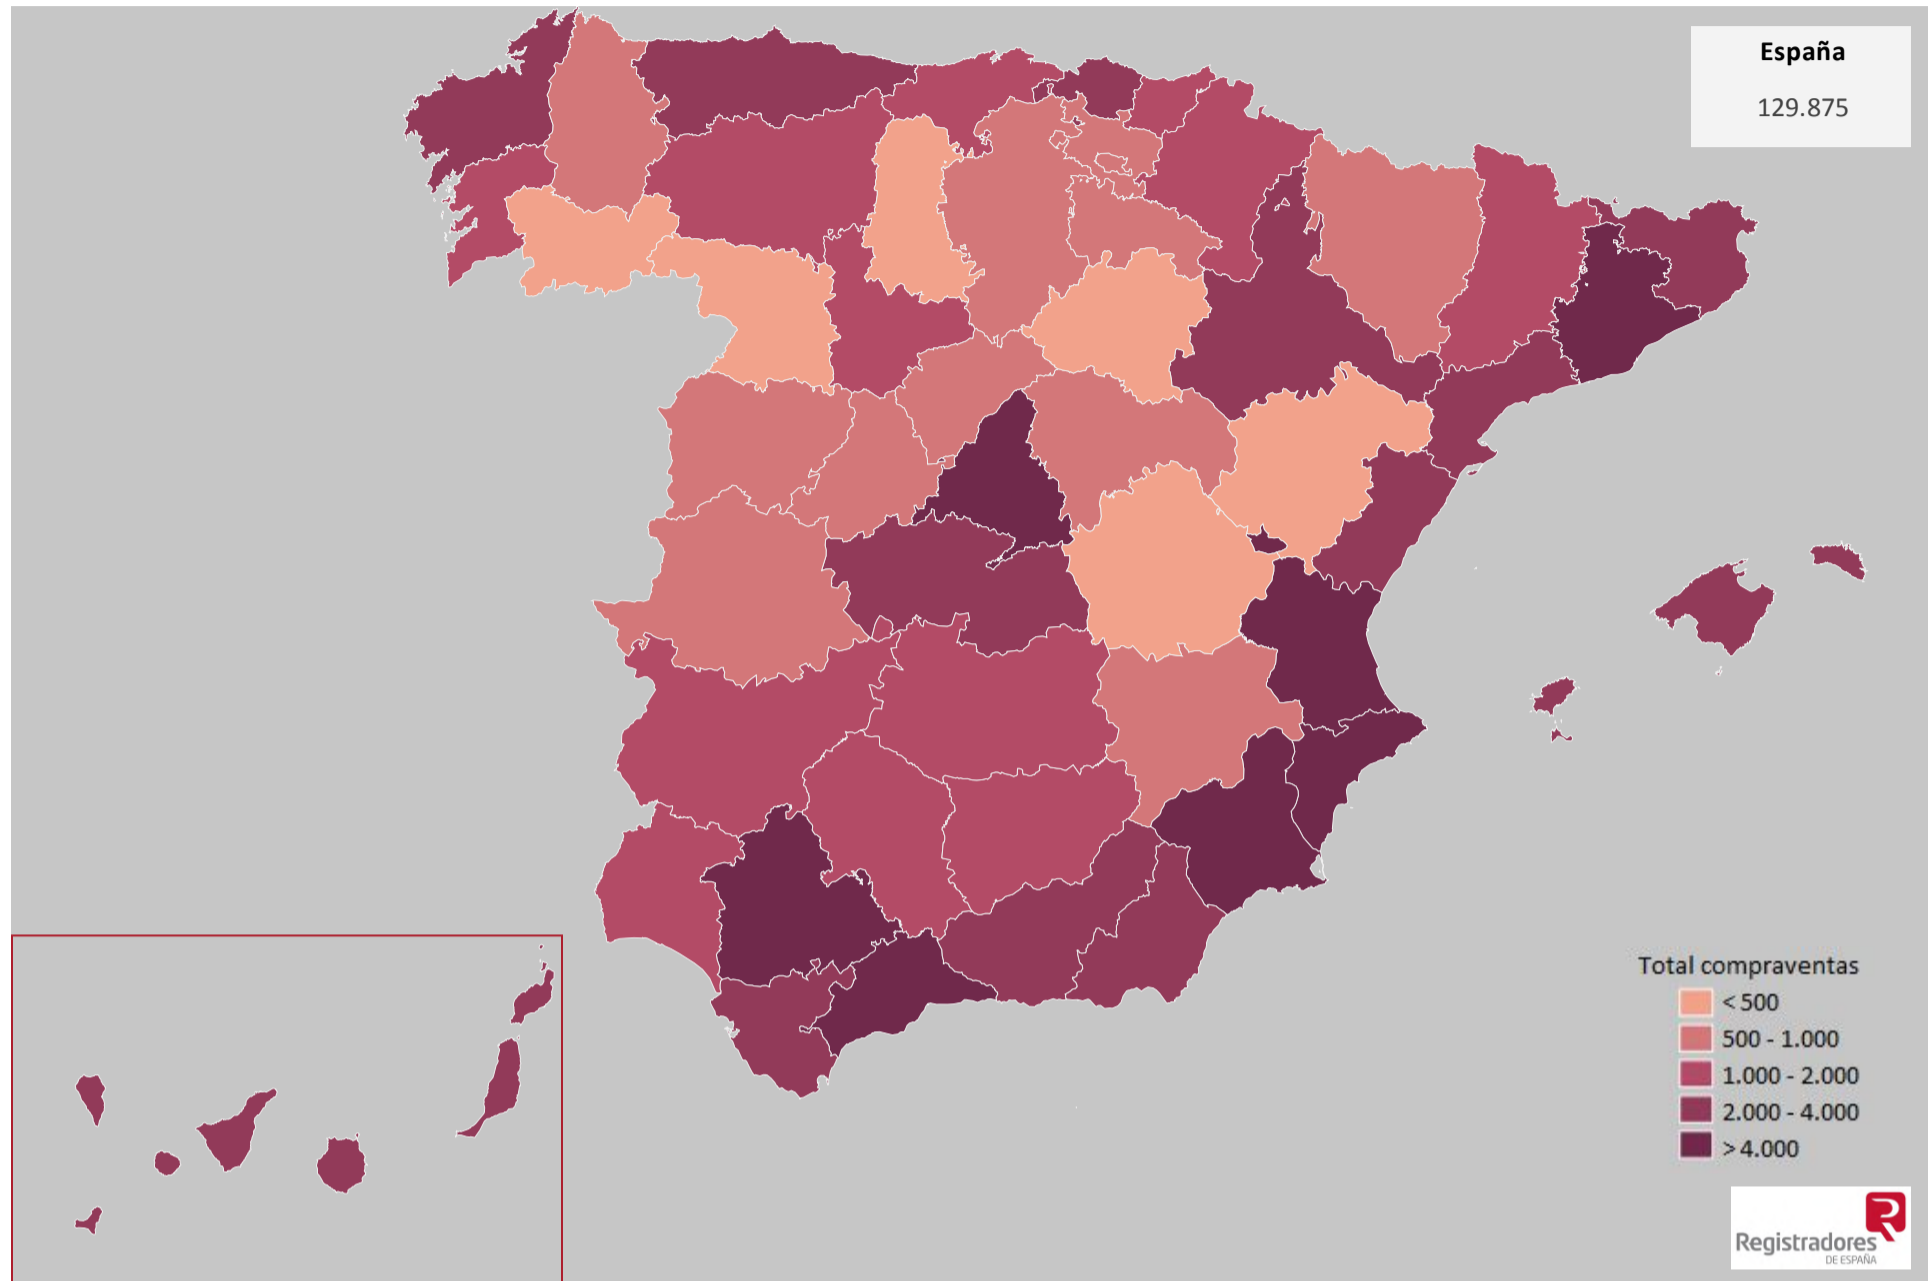 España
129.875
Total compraventas
< 500
500 - 1.000
1.000 - 2.000
2.000 - 4.000
> 4.000
Registradores
DE ESPAÑA